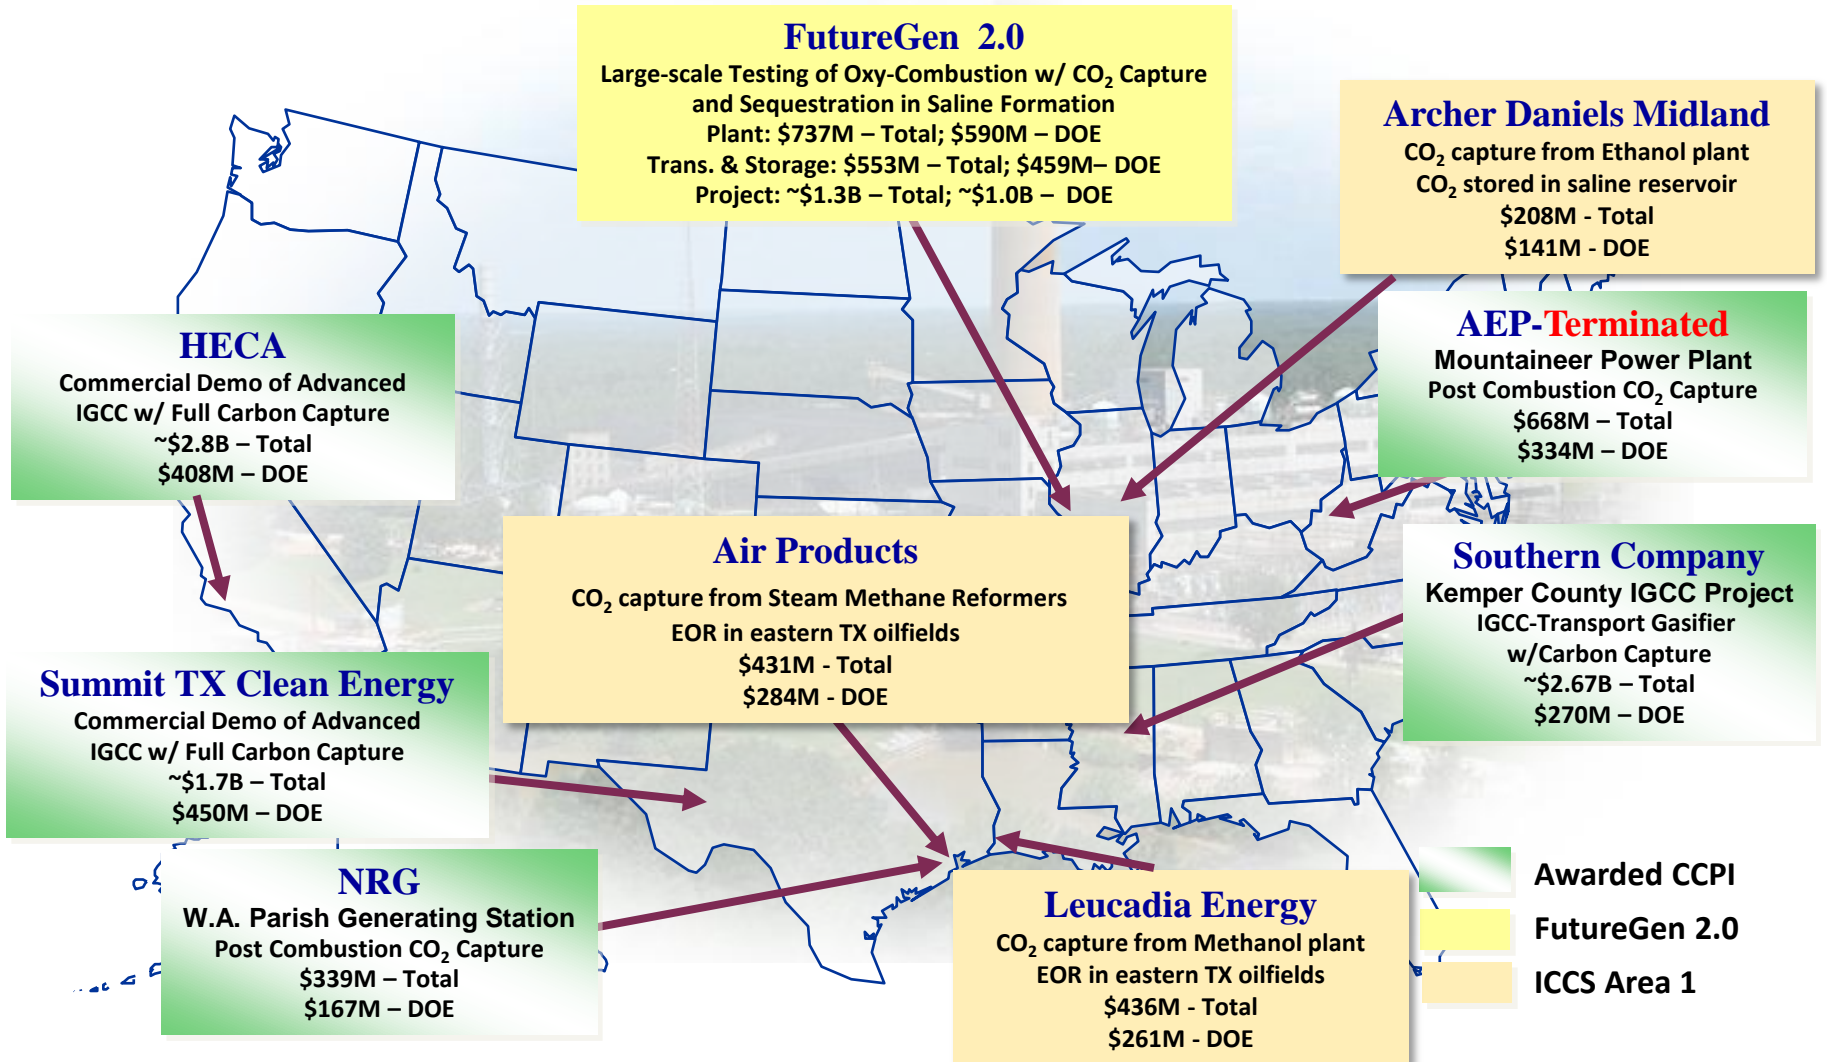 FutureGen 2.0
Large-scale Testing of Oxy-Combustion w/ CO2 Capture
and Sequestration in Saline Formation
Plant: $737M – Total; $590M – DOE
Trans. & Storage: $553M – Total; $459M– DOE
Project: ~$1.3B – Total; ~$1.0B – DOE
Archer Daniels Midland
CO2 capture from Ethanol plant
CO2 stored in saline reservoir
$208M - Total
$141M - DOE
HECA
Commercial Demo of Advanced
IGCC w/ Full Carbon Capture
~$2.8B – Total
$408M – DOE
AEP-Terminated
Mountaineer Power Plant
Post Combustion CO2 Capture
$668M – Total
$334M – DOE
Air Products
CO2 capture from Steam Methane Reformers
EOR in eastern TX oilfields
$431M - Total
$284M - DOE
Southern Company
Kemper County IGCC Project
IGCC-Transport Gasifier
w/Carbon Capture
~$2.67B – Total
$270M – DOE
Summit TX Clean Energy
Commercial Demo of Advanced
IGCC w/ Full Carbon Capture
~$1.7B – Total
$450M – DOE
NRG
W.A. Parish Generating Station
Post Combustion CO2 Capture
$339M – Total
$167M – DOE
Leucadia Energy
CO2 capture from Methanol plant
EOR in eastern TX oilfields
$436M - Total
$261M - DOE
Awarded CCPI
FutureGen 2.0
ICCS Area 1